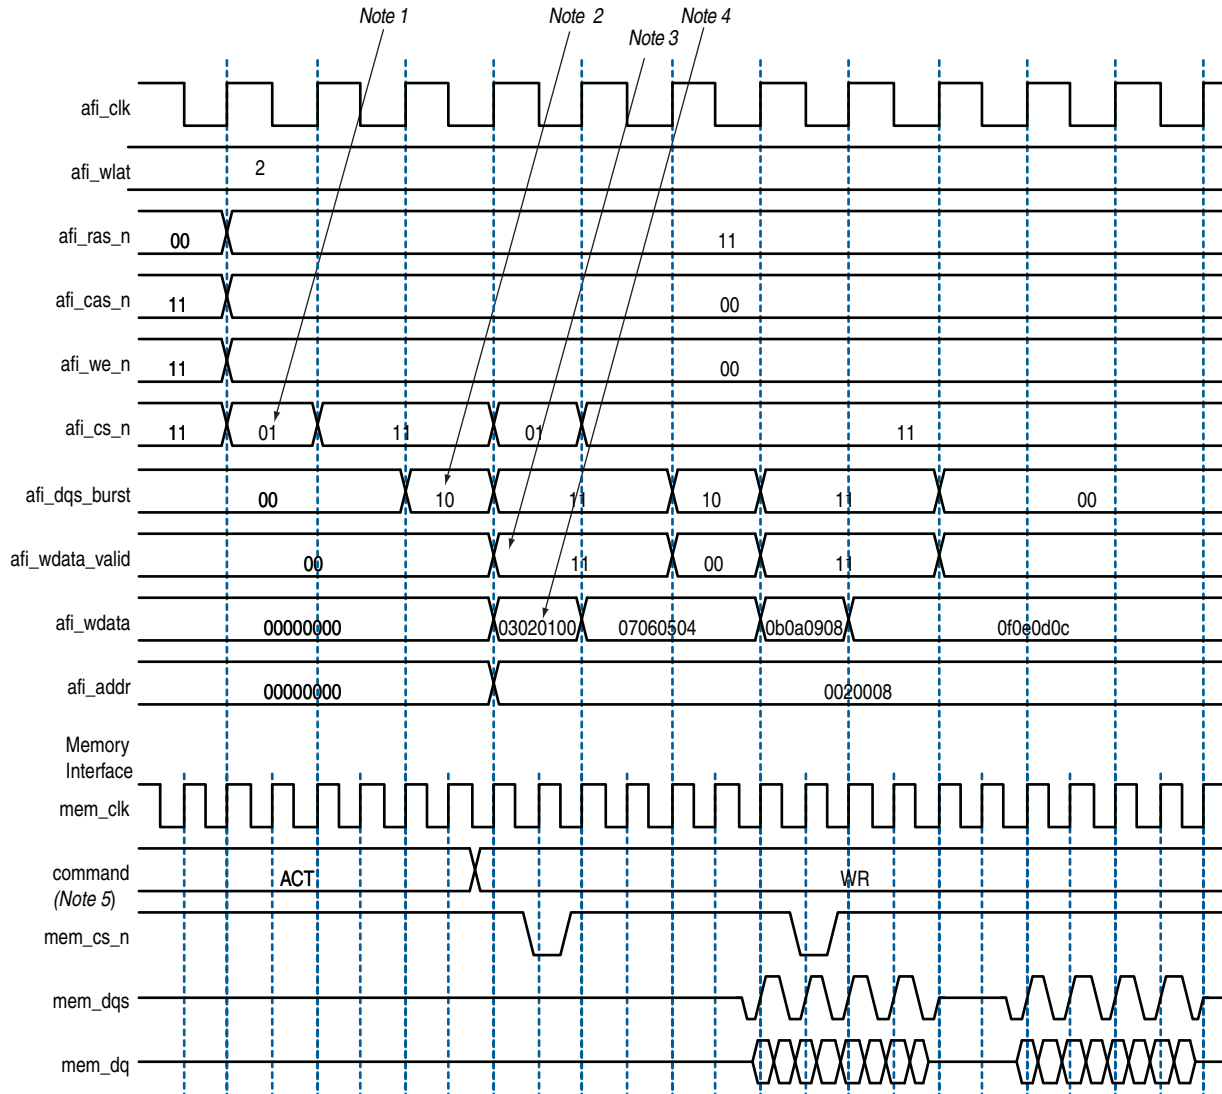 Note 1
Note 2
Note 3
Note 4
afi_clk
afi_wlat 2
afi_ras_n 00 11
afi_cas_n 11 00
afi_we_n 11 00
afi_cs_n 11 01 11 01 11
afi_dqs_burst 00 10 11 10 11 00
afi_wdata_valid 00 11 00 11
afi_wdata 00000000 03020100 07060504 0b0a0908 0f0e0d0c
afi_addr 00000000 0020008
Memory
Interface
mem_clk
command ACT WR
(Note 5)
mem_cs_n
mem_dqs
mem_dq